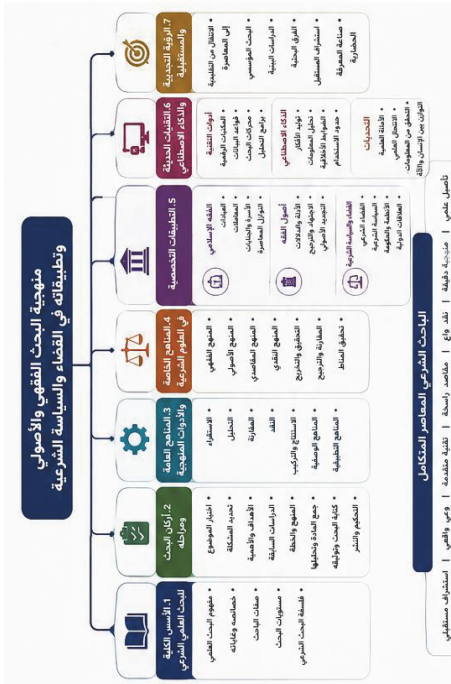 منهجية البحث الفقهي والأصولي
وتطبيقاته في القضاء والسياسة الشرعية
1.الأسس الكلية
للبحث العلمي الشرعي
• مفهوم البحث العلمي
• خصائصه وغاياته
• صفات الباحث
• مستويات البحث
• فلسفة البحث الشرعي
2.أركان البحث
ومراحله
• اختيار الموضوع
• تحديد المشكلة
• الأهداف والأهمية
• الدراسات السابقة
• المنهج والخطة
• جمع المادة وتحليلها
• كتابة البحث وتوثيقه
• التحكيم والنشر
3.المناهج العامة
والأدوات المنهجية
• الاستقراء
• التحليل
• المقارنة
• النقد
• الاستنتاج والتركيب
• المناهج الوصفية
• المناهج التطبيقية
4.المناهج الخاصة
في العلوم الشرعية
• المنهج الفقهي
• المنهج الأصولي
• المنهج المقاصدي
• المنهج النقدي
• التحقيق والتخريج
• المقارنة والترجيح
• تحقيق المناط
5.التطبيقات التخصصية
الفقه الإسلامي
• العبادات
• المعاملات
• الأسرة والجنايات
• النوازل المعاصرة
أصول الفقه
• الأدلة والدلالات
• الاجتهاد والترجيح
• التجديد الأصولي
القضاء والسياسة الشرعية
• القضاء الشرعي
• السياسة الشرعية
• الأنظمة والحكومة
• العلاقات الدولية
6.التقنيات الحديثة
والذكاء الاصطناعي
أدوات التقنية
• المكتبات الرقمية
• قواعد البيانات
• محركات البحث
• برامج التحليل
الذكاء الاصطناعي
• توليد الأفكار
• تحليل المعلومات
• الضوابط الأخلاقية
• حدود الاستخدام
التحديات
• الأمانة العلمية
• الانتحال العلمي
• التحقق من المعلومات
• التوازن بين الإنسان والآلة
7.الرؤية التجديدية
والمستقبلية
• الانتقال من التقليدية
إلى المعاصرة
• البحث المؤسسي
• الدراسات البينية
• الفرق البحثية
• استشراف المستقبل
• صناعة المعرفة
الحضارية
الباحث الشرعي المعاصر المتكامل
تأصيل علمي | منهجية دقيقة | نقد واع | مقاصد راسخة | تقنية متقدمة | وعي واقعي | استشراف مستقبلي